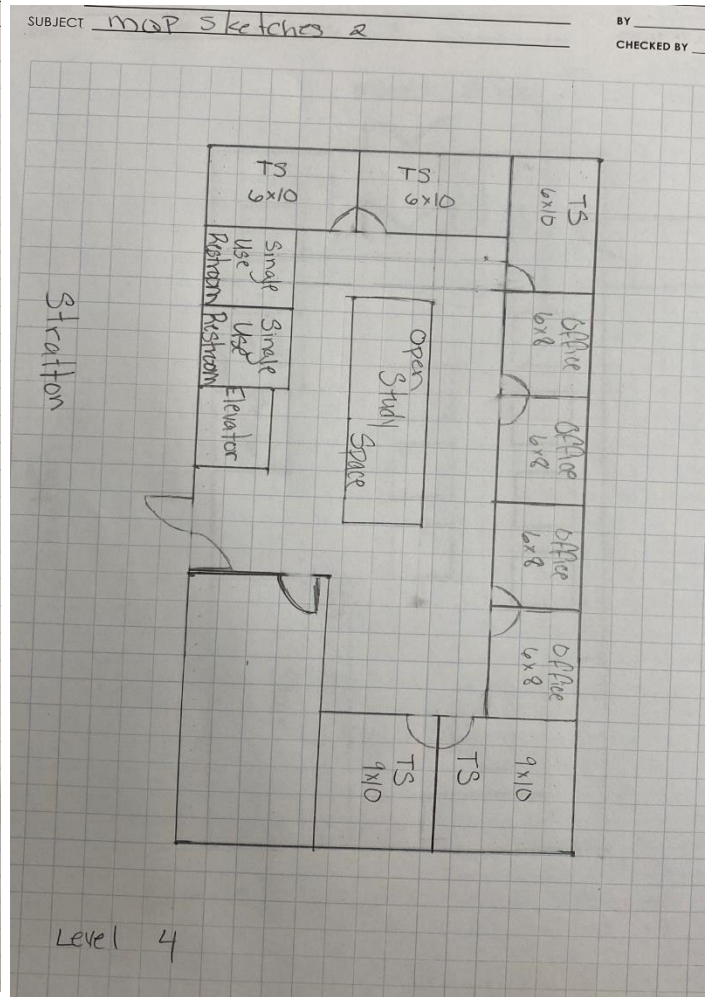 SUBJECT MQP Sketches 2
BY
CHECKED BY
TS
6x10
TS
6x10
TS
6x10
Single
Use
Restroom
Single
Use
Restroom
Elevator
Open
Study
Space
Office
6x8
Office
6x8
Office
6x8
Office
6x8
TS
9x10
TS
9x10
Stratton
Level 4